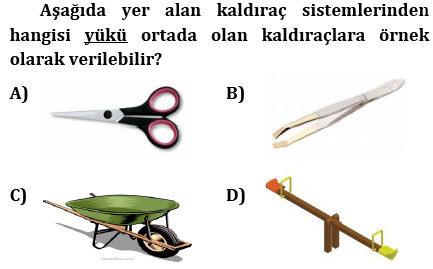 Aşağıda yer alan kaldıraç sistemlerinden
hangisi yükü ortada olan kaldıraçlara örnek
olarak verilebilir?
A)
B)
C)
D)